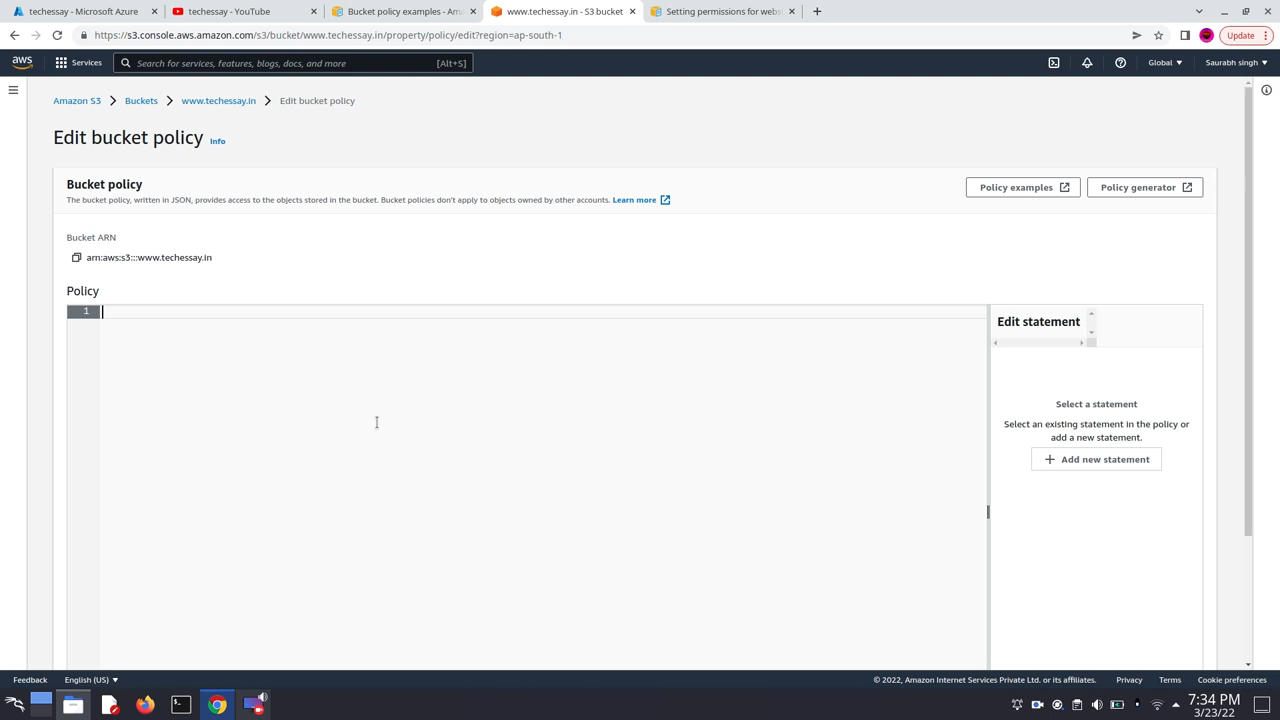 techessay - Microsoft Azure
techessay - YouTube
Bucket policy examples - Am
www.techessay.in - S3 bucket
Setting permissions for webs
https://s3.console.aws.amazon.com/s3/bucket/www.techessay.in/property/policy/edit?region=ap-south-1
Update
aws
Services
Search for services, features, blogs, docs, and more
[Alt+S]
Global
Saurabh singh
Amazon S3
Buckets
www.techessay.in
Edit bucket policy
Edit bucket policy
Info
Bucket policy
The bucket policy, written in JSON, provides access to the objects stored in the bucket. Bucket policies don't apply to objects owned by other accounts. Learn more
Policy examples
Policy generator
Bucket ARN
arn:aws:s3:::www.techessay.in
Policy
1
Edit statement
Select a statement
Select an existing statement in the policy or
add a new statement.
+ Add new statement
Feedback
English (US)
© 2022, Amazon Internet Services Private Ltd. or its affiliates.
Privacy
Terms
Cookie preferences
7:34 PM
3/23/22